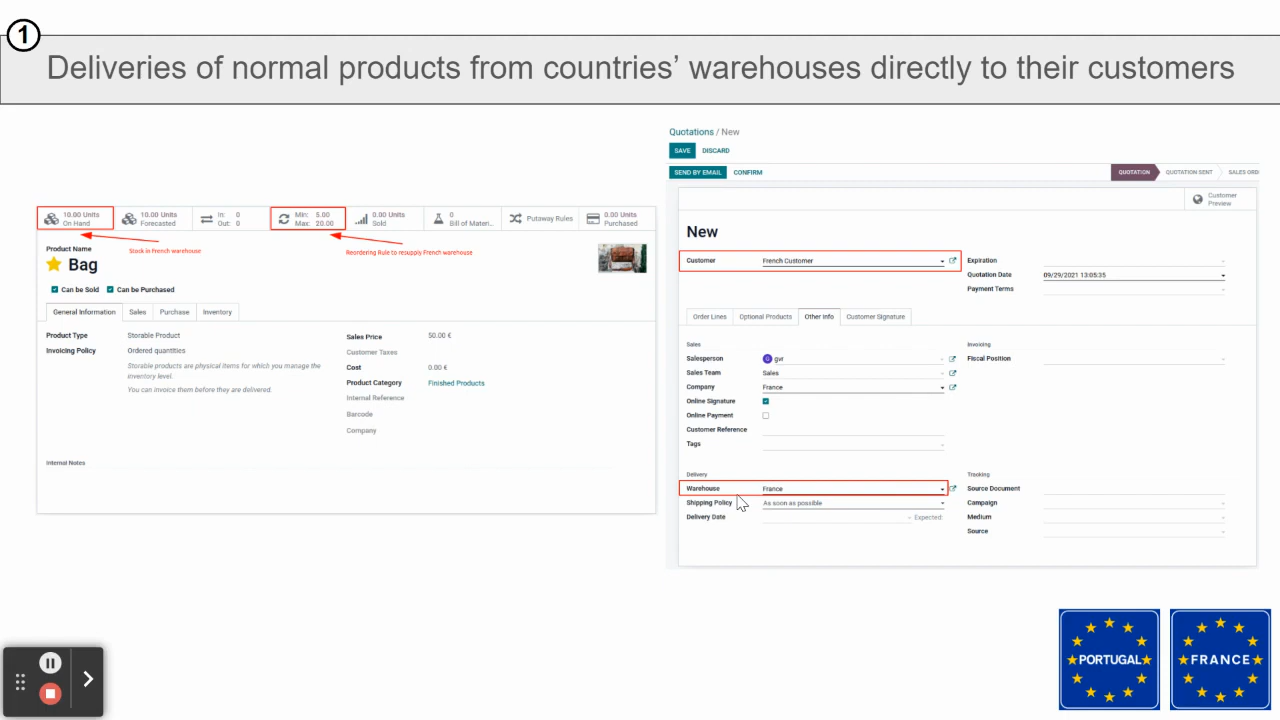 1
Deliveries of normal products from countries’ warehouses directly to their customers
10.00 Units
On Hand
10.00 Units
Forecasted
In: 0
Out: 0
Min: 5.00
Max: 20.00
0.00 Units
Sold
0
Bill of Materi...
Putaway Rules
0.00 Units
Purchased
Stock in French warehouse
Reordering Rule to resupply French warehouse
Product Name
Bag
Can be Sold
Can be Purchased
General Information
Sales
Purchase
Inventory
Product Type
Storable Product
Invoicing Policy
Ordered quantities
Storable products are physical items for which you manage the
inventory level.
You can invoice them before they are delivered.
Sales Price
50.00 €
Customer Taxes
Cost
0.00 €
Product Category
Finished Products
Internal Reference
Barcode
Company
Internal Notes
Quotations / New
SAVE
DISCARD
SEND BY EMAIL
CONFIRM
QUOTATION
QUOTATION SENT
SALES ORD
Customer
Preview
New
Customer
French Customer
Expiration
Quotation Date
09/29/2021 13:05:35
Payment Terms
Order Lines
Optional Products
Other Info
Customer Signature
Sales
Invoicing
Salesperson
G gvr
Fiscal Position
Sales Team
Sales
Company
France
Online Signature
Online Payment
Customer Reference
Tags
Delivery
Tracking
Warehouse
France
Source Document
Shipping Policy
As soon as possible
Campaign
Delivery Date
Expected:
Medium
Source
PORTUGAL
FRANCE